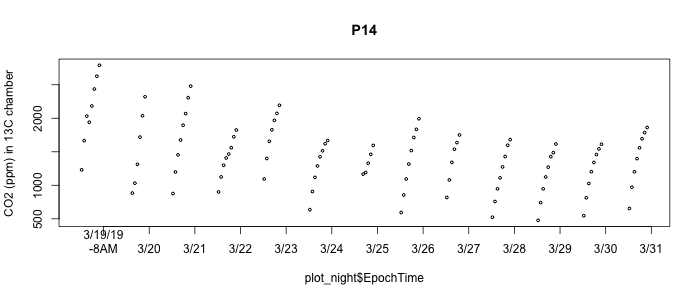 P14
CO2 (ppm) in 13C chamber
2000
1000
500
3/19/19
-8AM 3/20 3/21 3/22 3/23 3/24 3/25 3/26 3/27 3/28 3/29 3/30 3/31
plot_night$EpochTime